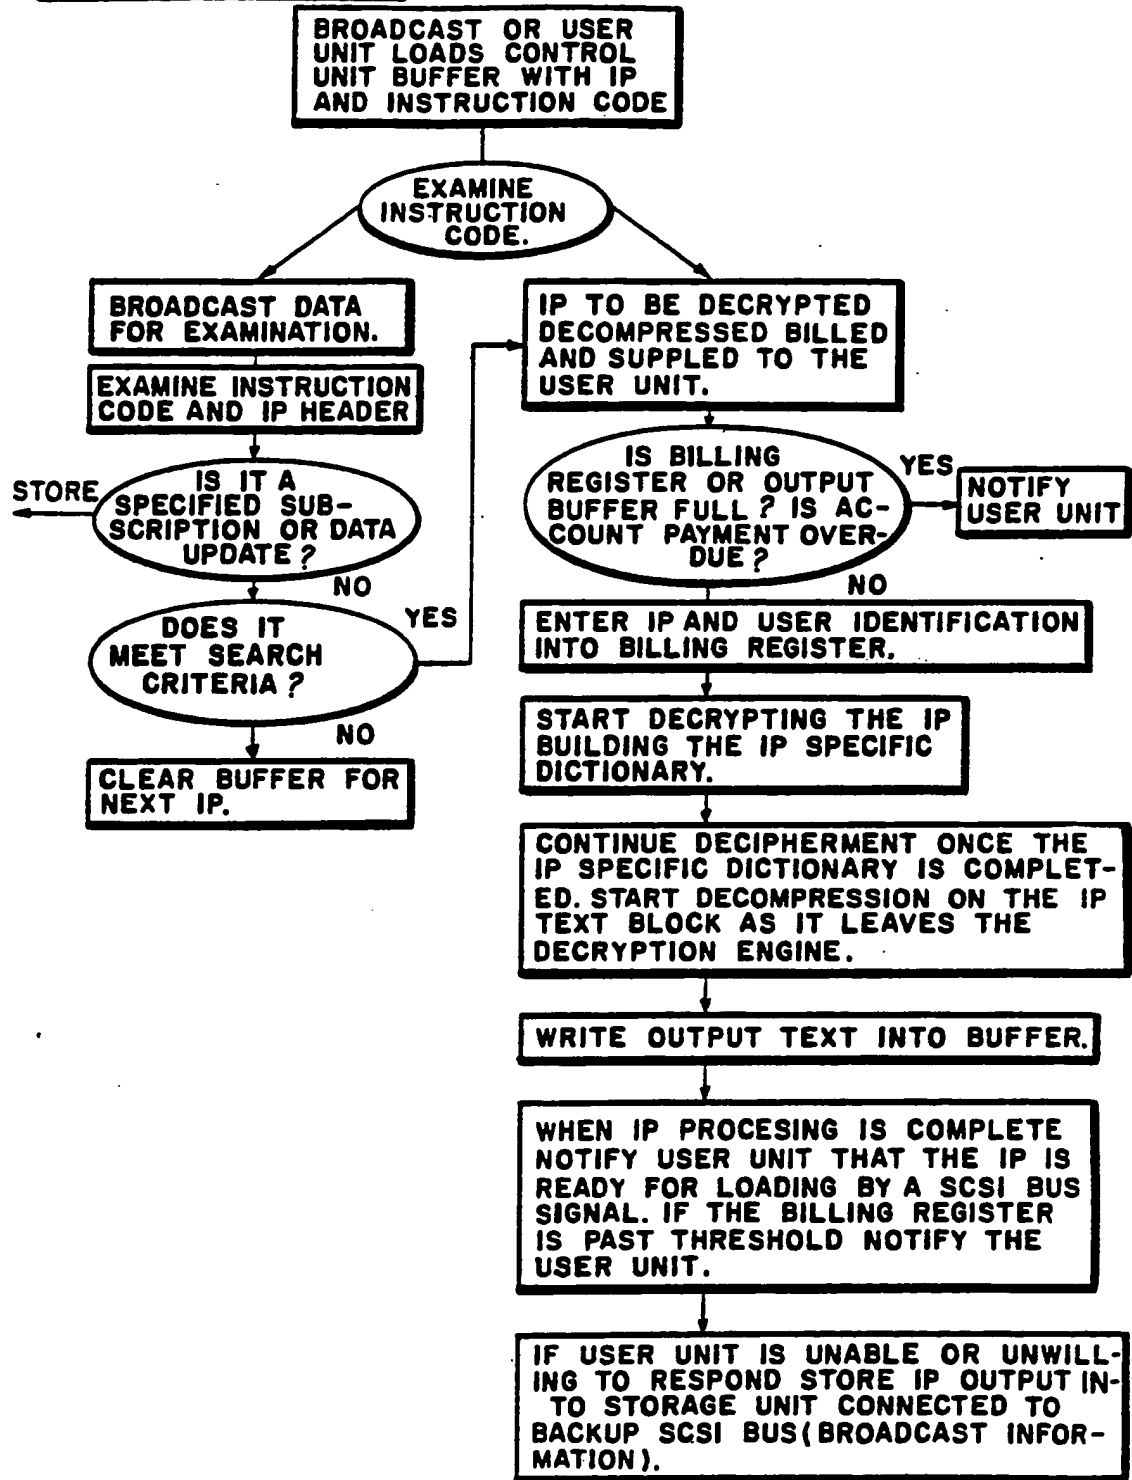 BROADCAST OR USER
UNIT LOADS CONTROL
UNIT BUFFER WITH IP
AND INSTRUCTION CODE
EXAMINE
INSTRUCTION
CODE.
BROADCAST DATA
FOR EXAMINATION.
EXAMINE INSTRUCTION
CODE AND IP HEADER
IS IT A
SPECIFIED SUB-
SCRIPTION OR DATA
UPDATE?
STORE
NO
DOES IT
MEET SEARCH
CRITERIA?
YES
NO
CLEAR BUFFER FOR
NEXT IP.
IP TO BE DECRYPTED
DECOMPRESSED BILLED
AND SUPPLED TO THE
USER UNIT.
IS BILLING
REGISTER OR OUTPUT
BUFFER FULL? IS AC-
COUNT PAYMENT OVER-
DUE?
YES
NOTIFY
USER UNIT
NO
ENTER IP AND USER IDENTIFICATION
INTO BILLING REGISTER.
START DECRYPTING THE IP
BUILDING THE IP SPECIFIC
DICTIONARY.
CONTINUE DECIPHERMENT ONCE THE
IP SPECIFIC DICTIONARY IS COMPLET-
ED. START DECOMPRESSION ON THE IP
TEXT BLOCK AS IT LEAVES THE
DECRYPTION ENGINE.
WRITE OUTPUT TEXT INTO BUFFER.
WHEN IP PROCESING IS COMPLETE
NOTIFY USER UNIT THAT THE IP IS
READY FOR LOADING BY A SCSI BUS
SIGNAL. IF THE BILLING REGISTER
IS PAST THRESHOLD NOTIFY THE
USER UNIT.
IF USER UNIT IS UNABLE OR UNWILL-
ING TO RESPOND STORE IP OUTPUT IN-
TO STORAGE UNIT CONNECTED TO
BACKUP SCSI BUS (BROADCAST INFOR-
MATION).